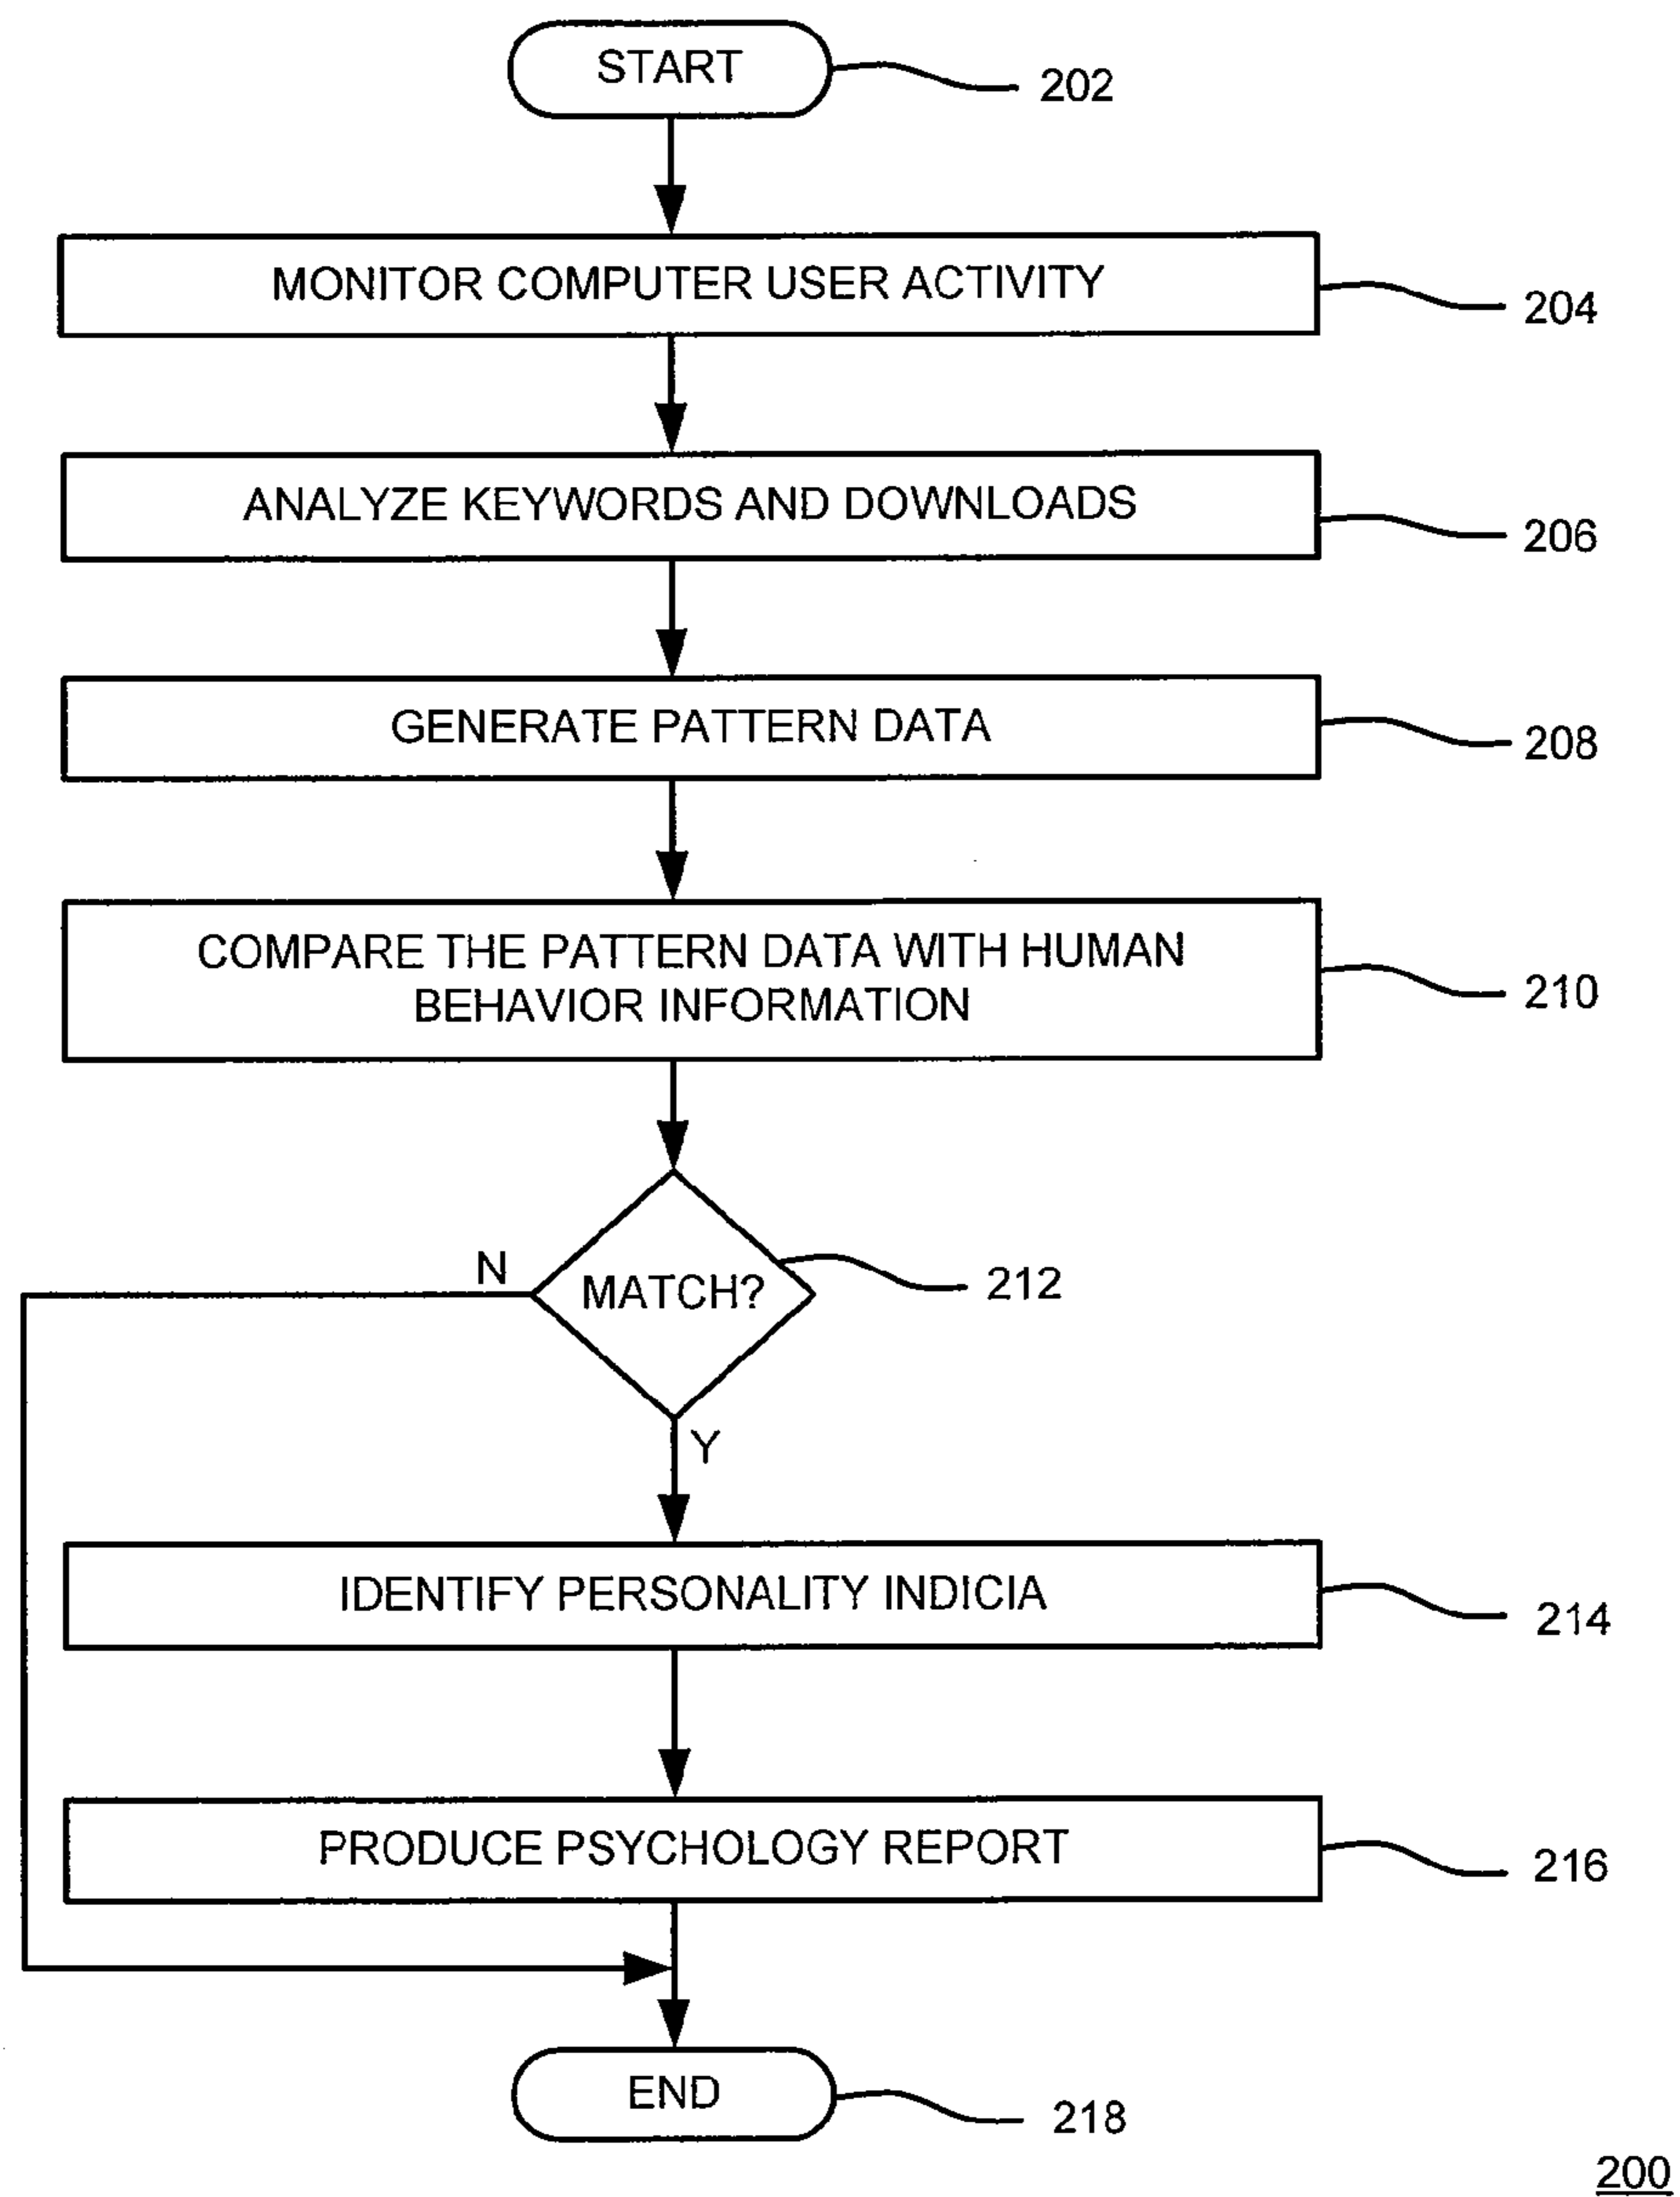 START
202
MONITOR COMPUTER USER ACTIVITY
204
ANALYZE KEYWORDS AND DOWNLOADS
206
GENERATE PATTERN DATA
208
COMPARE THE PATTERN DATA WITH HUMAN
BEHAVIOR INFORMATION
210
N
MATCH?
212
Y
IDENTIFY PERSONALITY INDICIA
214
PRODUCE PSYCHOLOGY REPORT
216
END
218
200